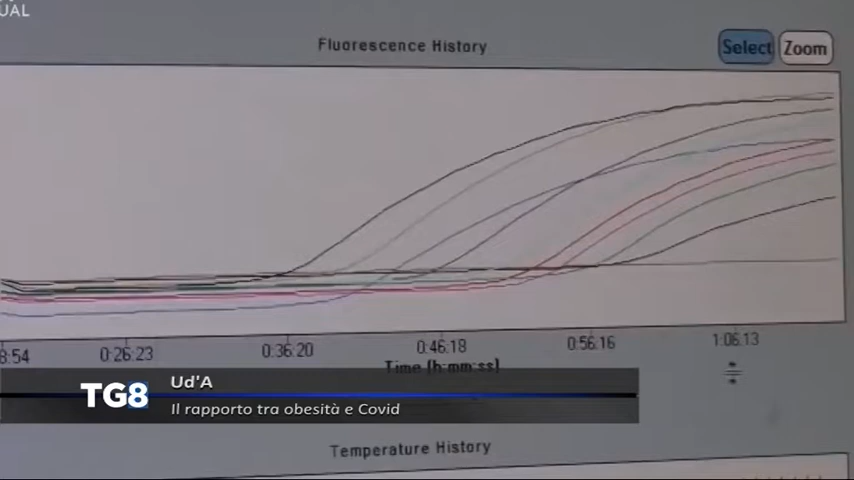 UAL
Fluorescence History
Select
Zoom
8:54 0:26:23 0:36:20 0:46:18 0:56:16 1:06:13
Time (h:mm:ss)
TG8
Ud'A
Il rapporto tra obesità e Covid
Temperature History